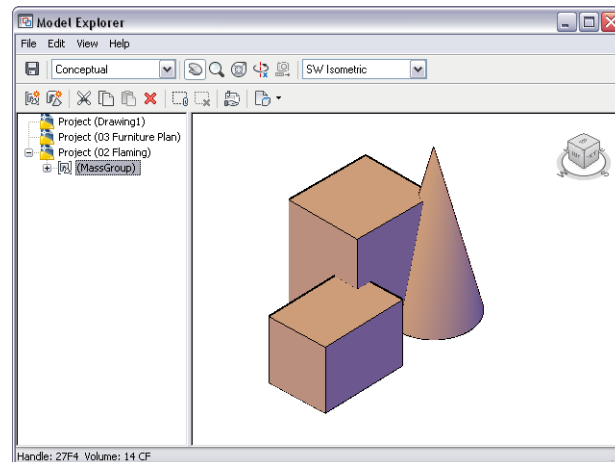 Model Explorer
File Edit View Help
Conceptual SW Isometric
Project (Drawing1)
Project (03 Furniture Plan)
Project (02 Flaming)
(MassGroup)
Handle: 27F4 Volume: 14 CF